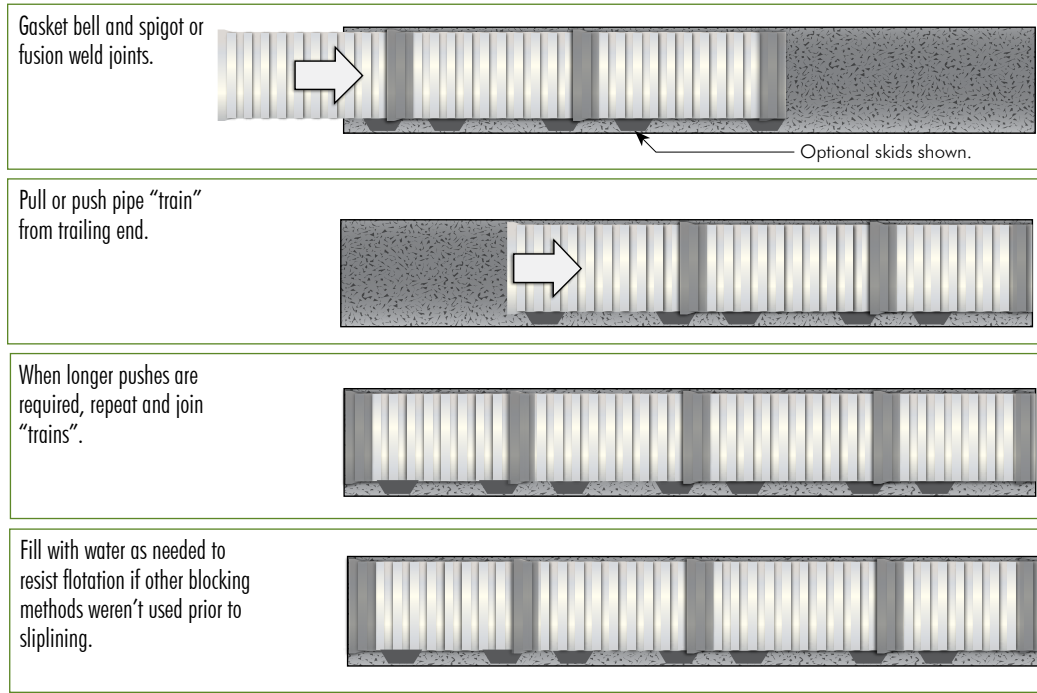 Gasket bell and spigot or
fusion weld joints.
Optional skids shown.
Pull or push pipe “train”
from trailing end.
When longer pushes are
required, repeat and join
“trains”.
Fill with water as needed to
resist flotation if other blocking
methods weren’t used prior to
sliplining.